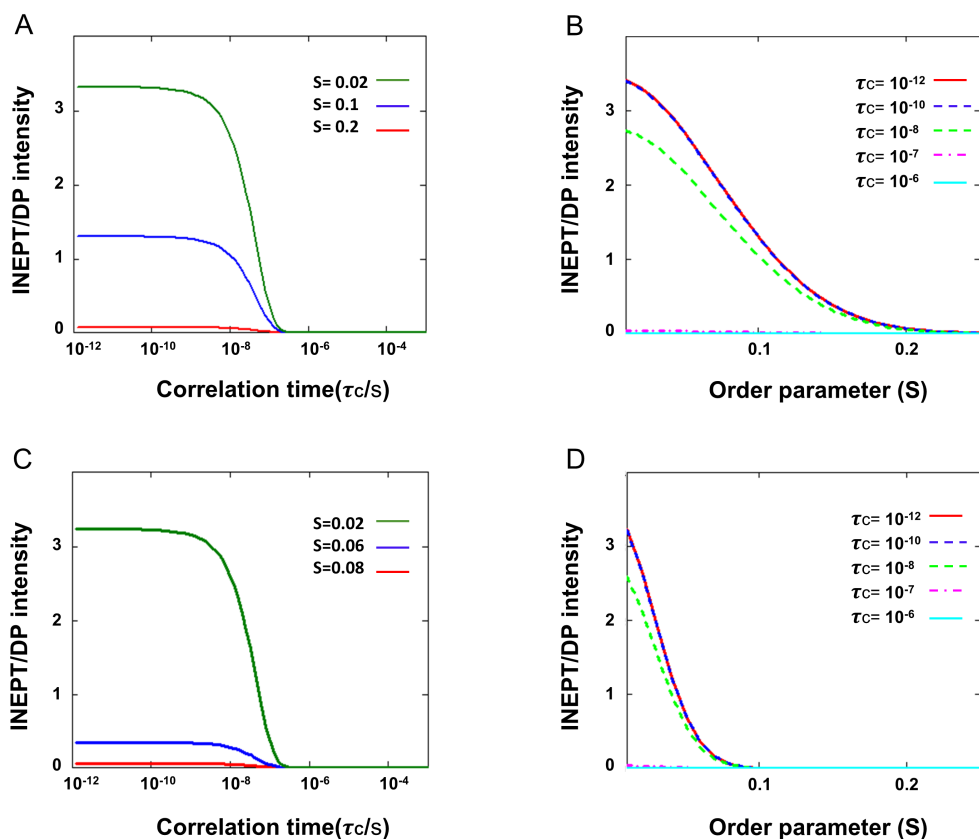 A
INEPT/DP intensity
3
2
1
0
S= 0.02
S= 0.1
S= 0.2
10-12 10-10 10-8 10-6 10-4
Correlation time(τc/s)
B
INEPT/DP intensity
3
2
1
0
τc= 10-12
τc= 10-10
τc= 10-8
τc= 10-7
τc= 10-6
0.1 0.2
Order parameter (S)
C
INEPT/DP intensity
3
2
1
0
S=0.02
S=0.06
S=0.08
10-12 10-10 10-8 10-6 10-4
Correlation time(τc/s)
D
INEPT/DP intensity
3
2
1
0
τc= 10-12
τc= 10-10
τc= 10-8
τc= 10-7
τc= 10-6
0.1 0.2
Order parameter (S)